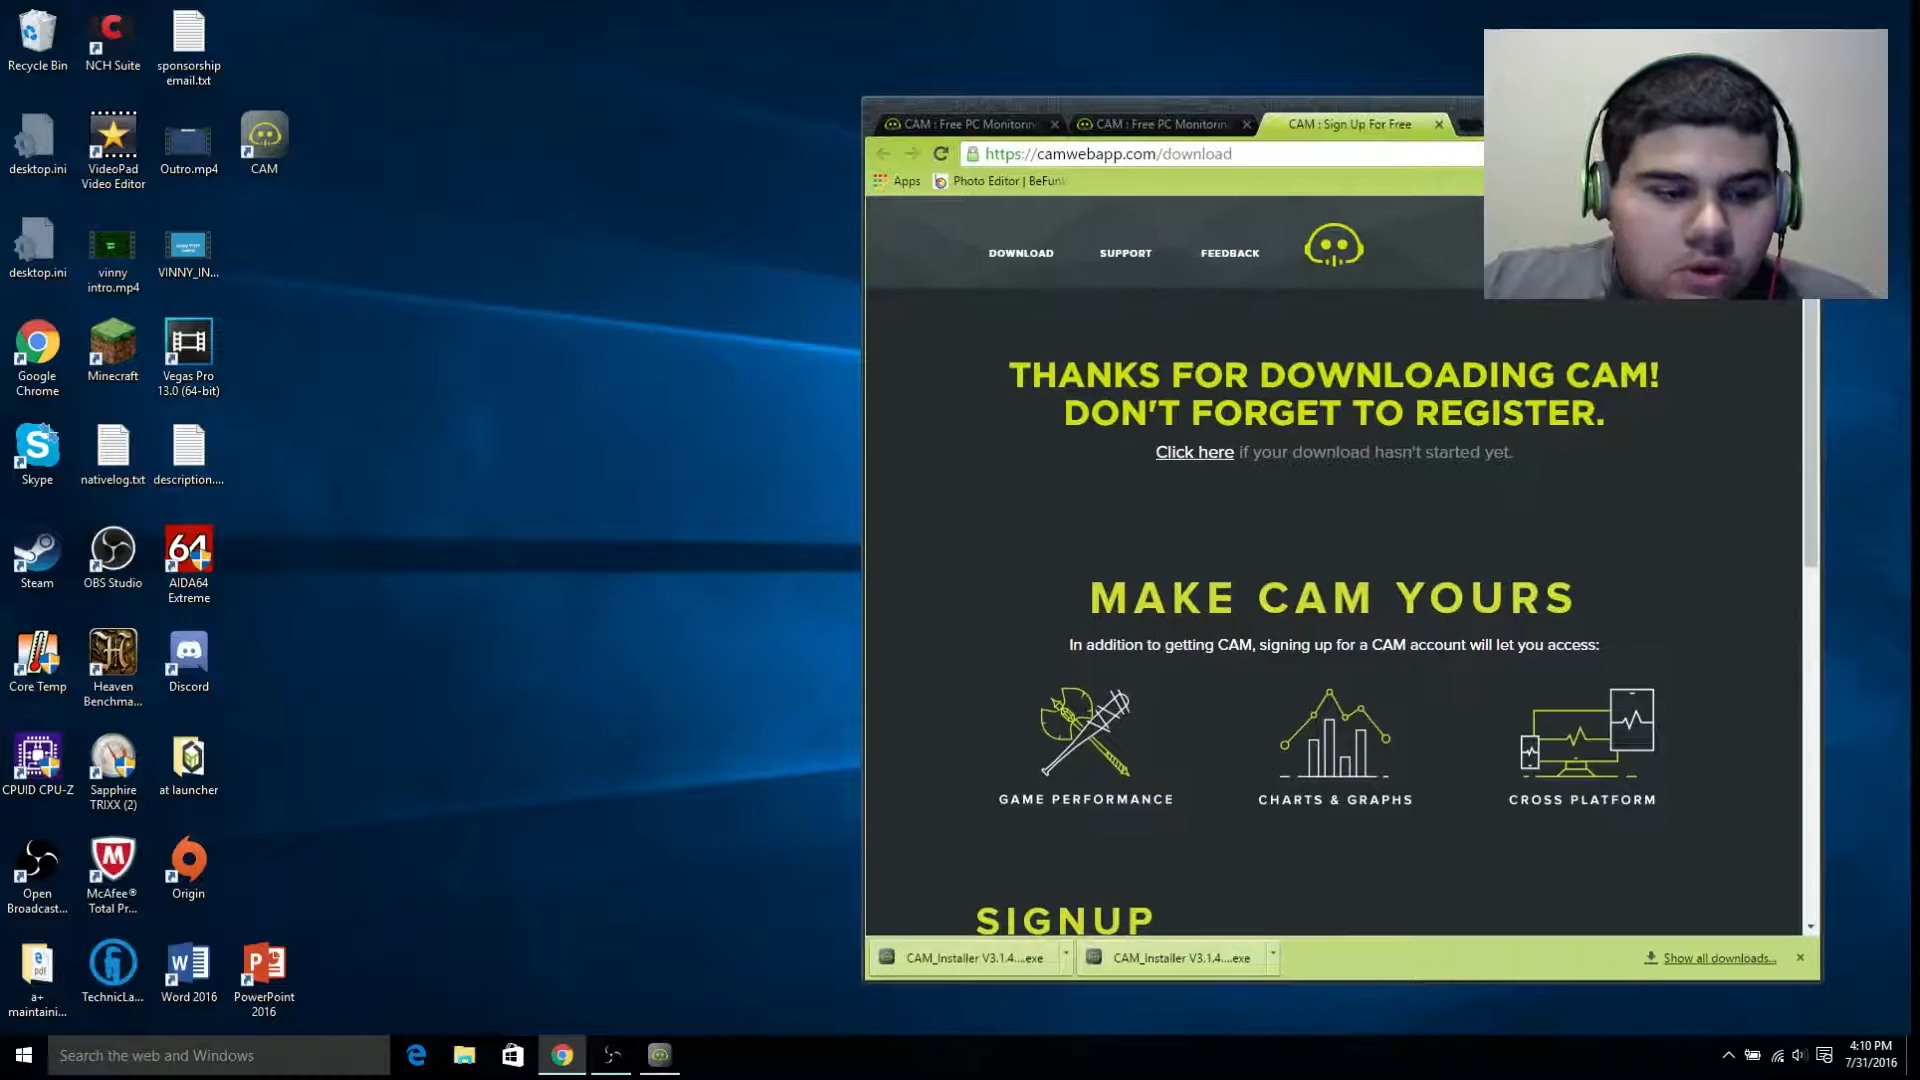 Recycle Bin
NCH Suite
sponsorship
email.txt
desktop.ini
VideoPad
Video Editor
Outro.mp4
CAM
desktop.ini
vinny
intro.mp4
VINNY_IN...
Google
Chrome
Minecraft
Vegas Pro
13.0 (64-bit)
Skype
nativelog.txt
description....
Steam
OBS Studio
64
AIDA64
Extreme
Core Temp
Heaven
Benchma...
Discord
CPUID CPU-Z
Sapphire
TRIXX (2)
at launcher
Open
Broadcast...
McAfee®
Total Pr...
Origin
pdf
a+
maintaini...
TechnicLa...
Word 2016
PowerPoint
2016
CAM : Free PC Monitorin
CAM : Free PC Monitorin
CAM : Sign Up For Free
https://camwebapp.com/download
Apps
Photo Editor | BeFun
DOWNLOAD
SUPPORT
FEEDBACK
THANKS FOR DOWNLOADING CAM!
DON'T FORGET TO REGISTER.
Click here if your download hasn't started yet.
MAKE CAM YOURS
In addition to getting CAM, signing up for a CAM account will let you access:
GAME PERFORMANCE
CHARTS & GRAPHS
CROSS PLATFORM
SIGNUP
CAM_Installer V3.1.4....exe
CAM_Installer V3.1.4....exe
Show all downloads...
Search the web and Windows
4:10 PM
7/31/2016